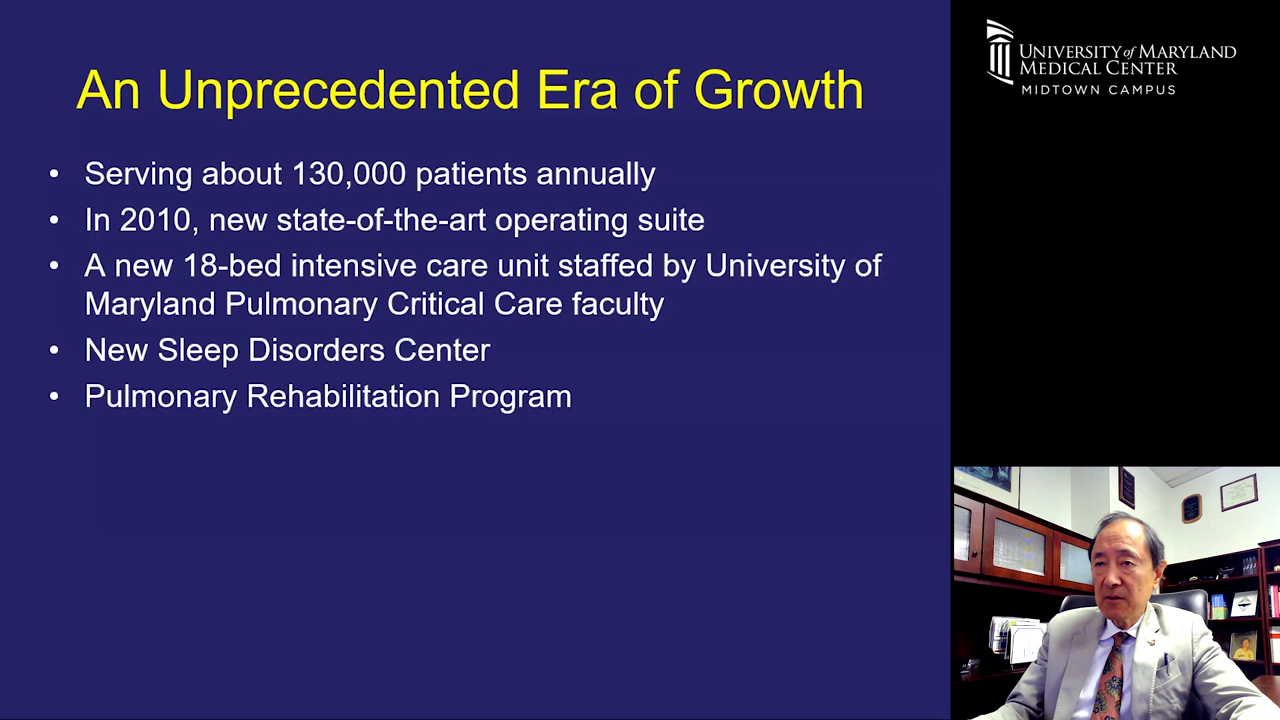 An Unprecedented Era of Growth
• Serving about 130,000 patients annually
• In 2010, new state-of-the-art operating suite
• A new 18-bed intensive care unit staffed by University of
Maryland Pulmonary Critical Care faculty
• New Sleep Disorders Center
• Pulmonary Rehabilitation Program
UNIVERSITY of MARYLAND
MEDICAL CENTER
MIDTOWN CAMPUS